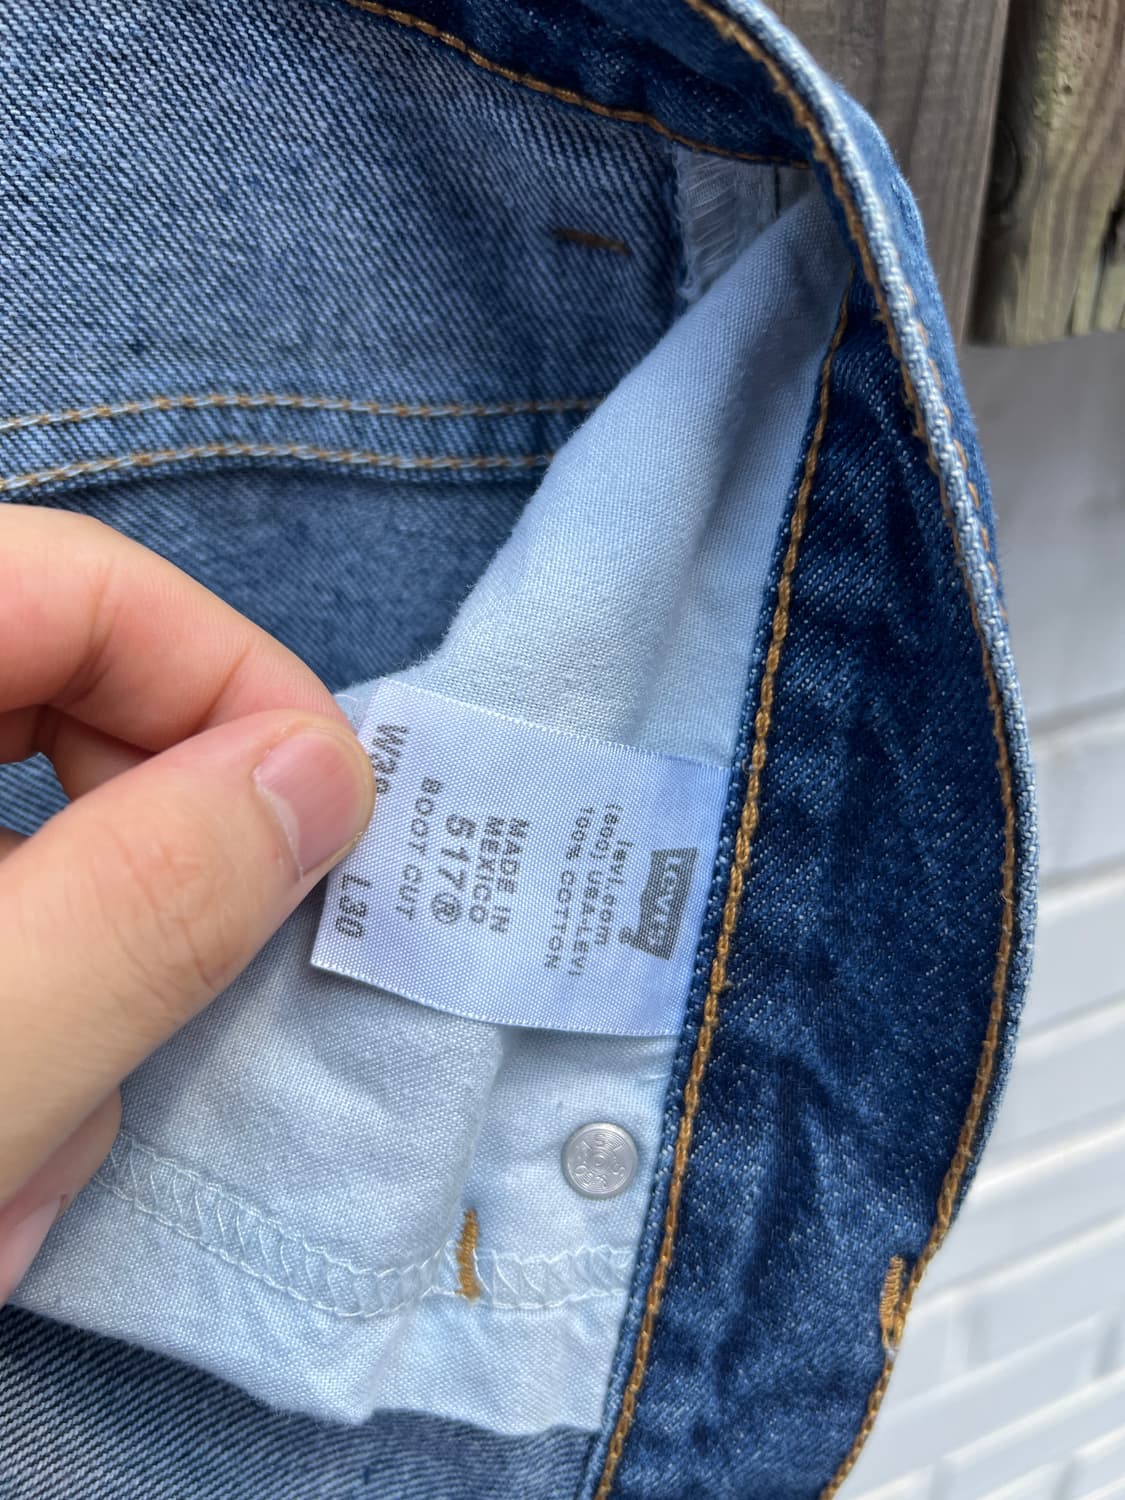 Levi's
levi.com
(800) USA-LEVI
100% COTTON
MADE IN
MEXICO
517®
BOOT CUT
L30